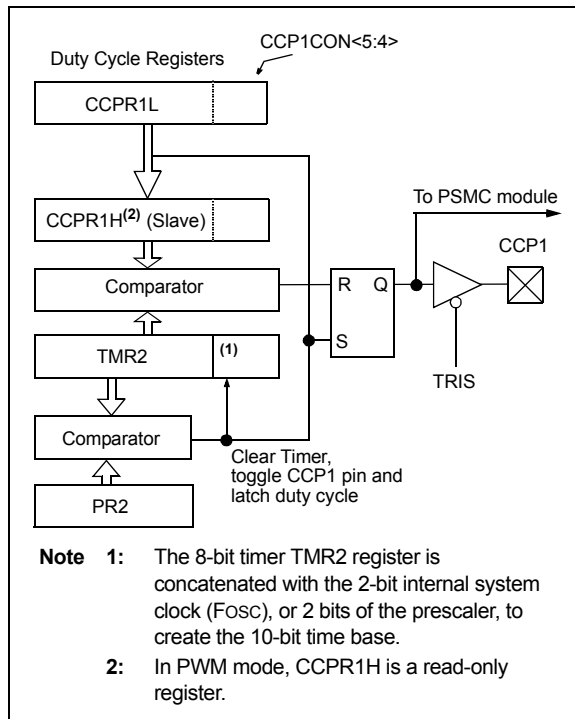 CCP1CON<5:4>
Duty Cycle Registers
CCPR1L
To PSMC module
CCPR1H(2) (Slave)
CCP1
Comparator
R Q
TMR2 (1)
S
TRIS
Comparator
Clear Timer,
toggle CCP1 pin and
latch duty cycle
PR2
Note 1: The 8-bit timer TMR2 register is
concatenated with the 2-bit internal system
clock (FOSC), or 2 bits of the prescaler, to
create the 10-bit time base.
2: In PWM mode, CCPR1H is a read-only
register.